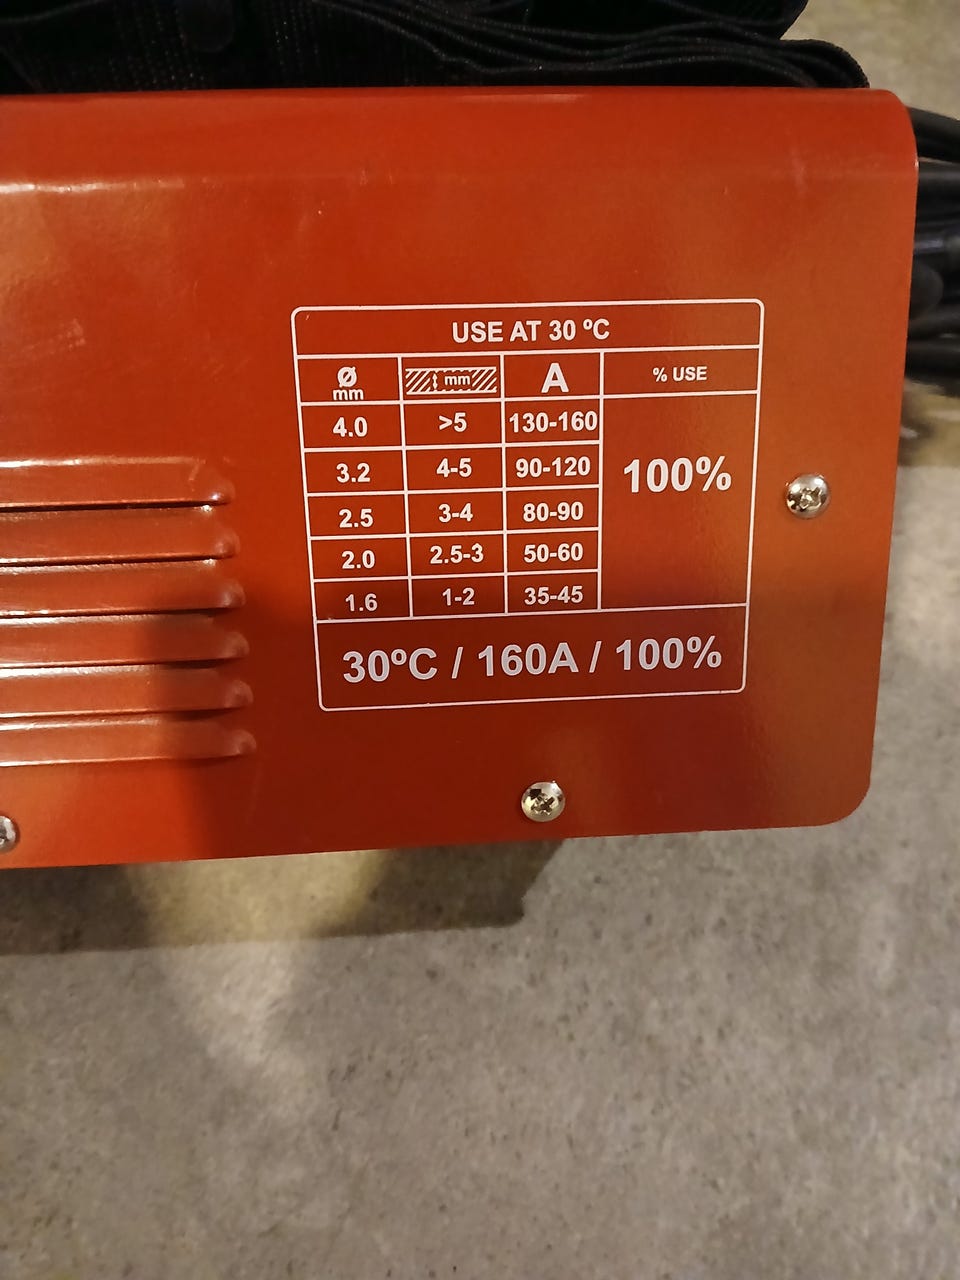 USE AT 30 ºC
Ø mm mm A % USE
4.0 >5 130-160
3.2 4-5 90-120 100%
2.5 3-4 80-90
2.0 2.5-3 50-60
1.6 1-2 35-45
30ºC / 160A / 100%